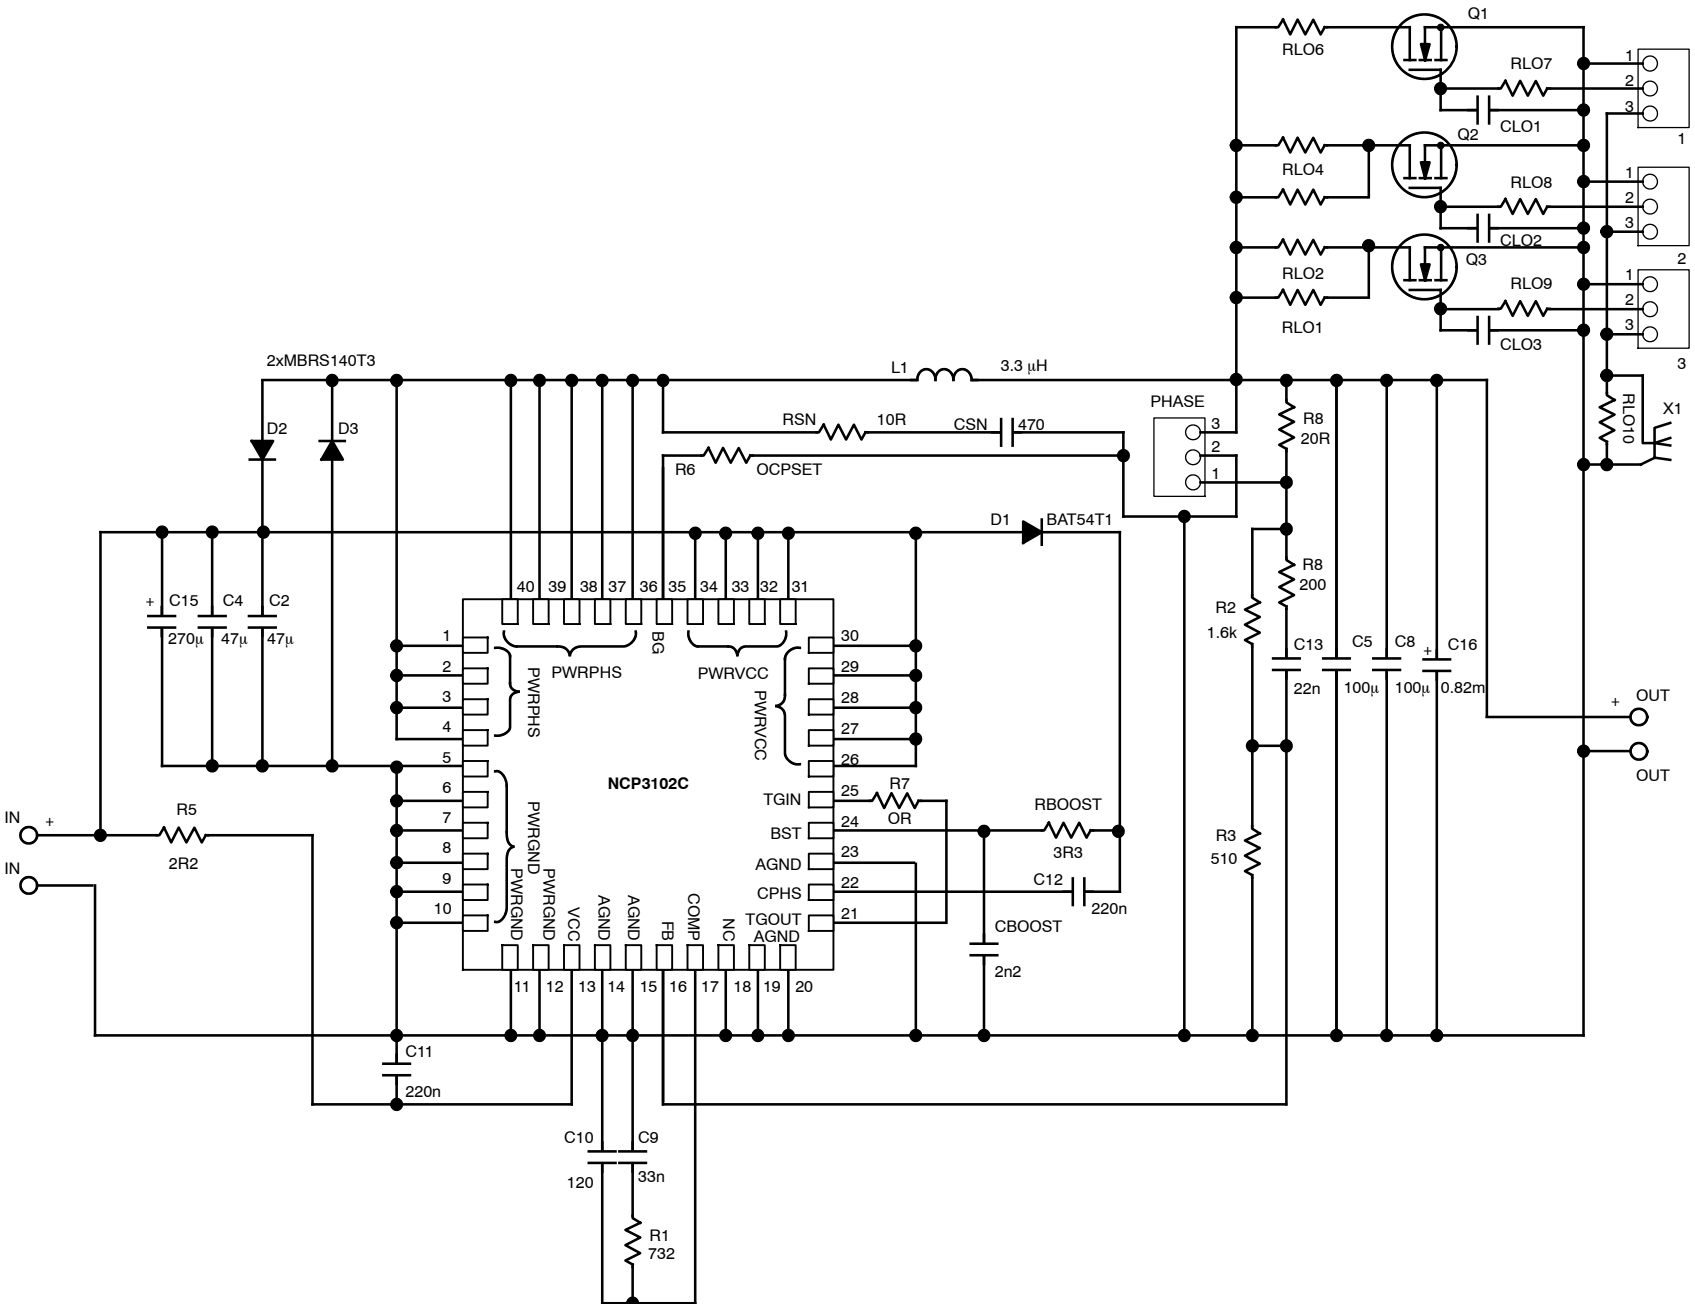 Q1
RLO6
RLO7
1
2
3
CLO1
1
Q2
RLO4
RLO8
1
2
3
CLO2
2
Q3
RLO2
RLO9
1
2
3
RLO1
CLO3
3
2xMBRS140T3
L1
3.3 µH
D2
D3
RSN
10R
CSN
470
PHASE
3
2
1
R8
20R
RLO10
X1
R6
OCPSET
D1
BAT54T1
+
C15
270µ
C4
47µ
C2
47µ
40
39
38
37
36
35
34
33
32
31
BG
PWRPHS
PWRVCC
1
2
3
4
5
6
7
8
9
10
PWRPHS
PWRGND
PWRVCC
30
29
28
27
26
25
24
23
22
21
NCP3102C
TGIN
BST
AGND
CPHS
TGOUT
AGND
PWRGND
PWRGND
VCC
AGND
AGND
FB
COMP
NC
11
12
13
14
15
16
17
18
19
20
R7
OR
RBOOST
3R3
C12
220n
CBOOST
2n2
R2
1.6k
R8
200
C13
22n
C5
100µ
C8
100µ
+
C16
0.82m
R3
510
+
OUT
OUT
IN
+
R5
2R2
IN
C11
220n
C10
120
C9
33n
R1
732